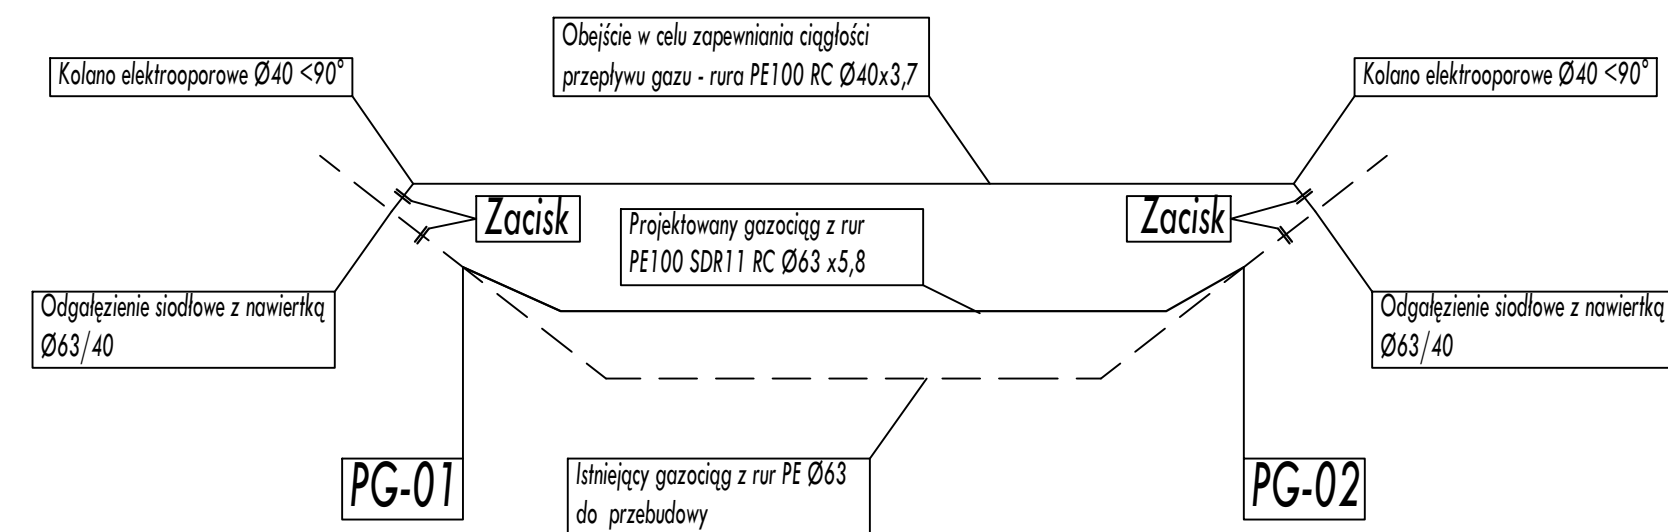 Obejście w celu zapewniania ciągłości
przepływu gazu - rura PE100 RC Ø40x3,7
Kolano elektrooporowe Ø40 <90°
Kolano elektrooporowe Ø40 <90°
Zacisk
Zacisk
Projektowany gazociąg z rur
PE100 SDR11 RC Ø63 x5,8
Odgałęzienie siodłowe z nawiertką
Ø63/40
Odgałęzienie siodłowe z nawiertką
Ø63/40
PG-01
Istniejący gazociąg z rur PE Ø63
do przebudowy
PG-02